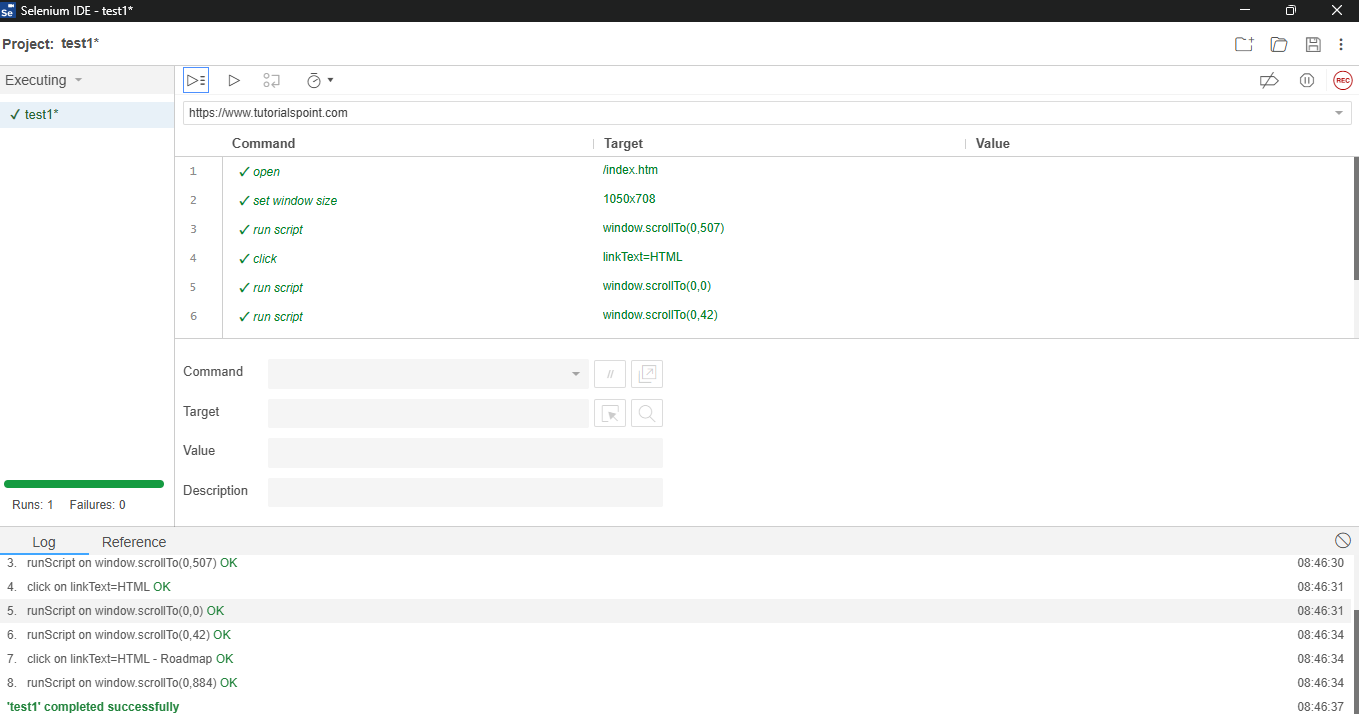 Se Selenium IDE - test1*
Project: test1*
Executing
✓ test1*
REC
https://www.tutorialspoint.com
Command Target Value
1 ✓ open /index.htm
2 ✓ set window size 1050x708
3 ✓ run script window.scrollTo(0,507)
4 ✓ click linkText=HTML
5 ✓ run script window.scrollTo(0,0)
6 ✓ run script window.scrollTo(0,42)
Command //
Target
Value
Description
Runs: 1 Failures: 0
Log Reference
3. runScript on window.scrollTo(0,507) OK 08:46:30
4. click on linkText=HTML OK 08:46:31
5. runScript on window.scrollTo(0,0) OK 08:46:31
6. runScript on window.scrollTo(0,42) OK 08:46:34
7. click on linkText=HTML - Roadmap OK 08:46:34
8. runScript on window.scrollTo(0,884) OK 08:46:34
'test1' completed successfully 08:46:37